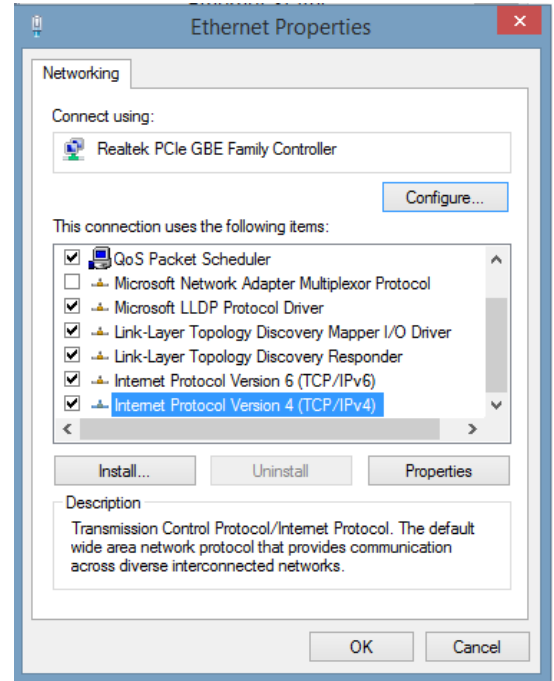 Ethernet Properties
Networking
Connect using:
Realtek PCIe GBE Family Controller
Configure...
This connection uses the following items:
QoS Packet Scheduler
Microsoft Network Adapter Multiplexor Protocol
Microsoft LLDP Protocol Driver
Link-Layer Topology Discovery Mapper I/O Driver
Link-Layer Topology Discovery Responder
Internet Protocol Version 6 (TCP/IPv6)
Internet Protocol Version 4 (TCP/IPv4)
Install... Uninstall Properties
Description
Transmission Control Protocol/Internet Protocol. The default
wide area network protocol that provides communication
across diverse interconnected networks.
OK Cancel